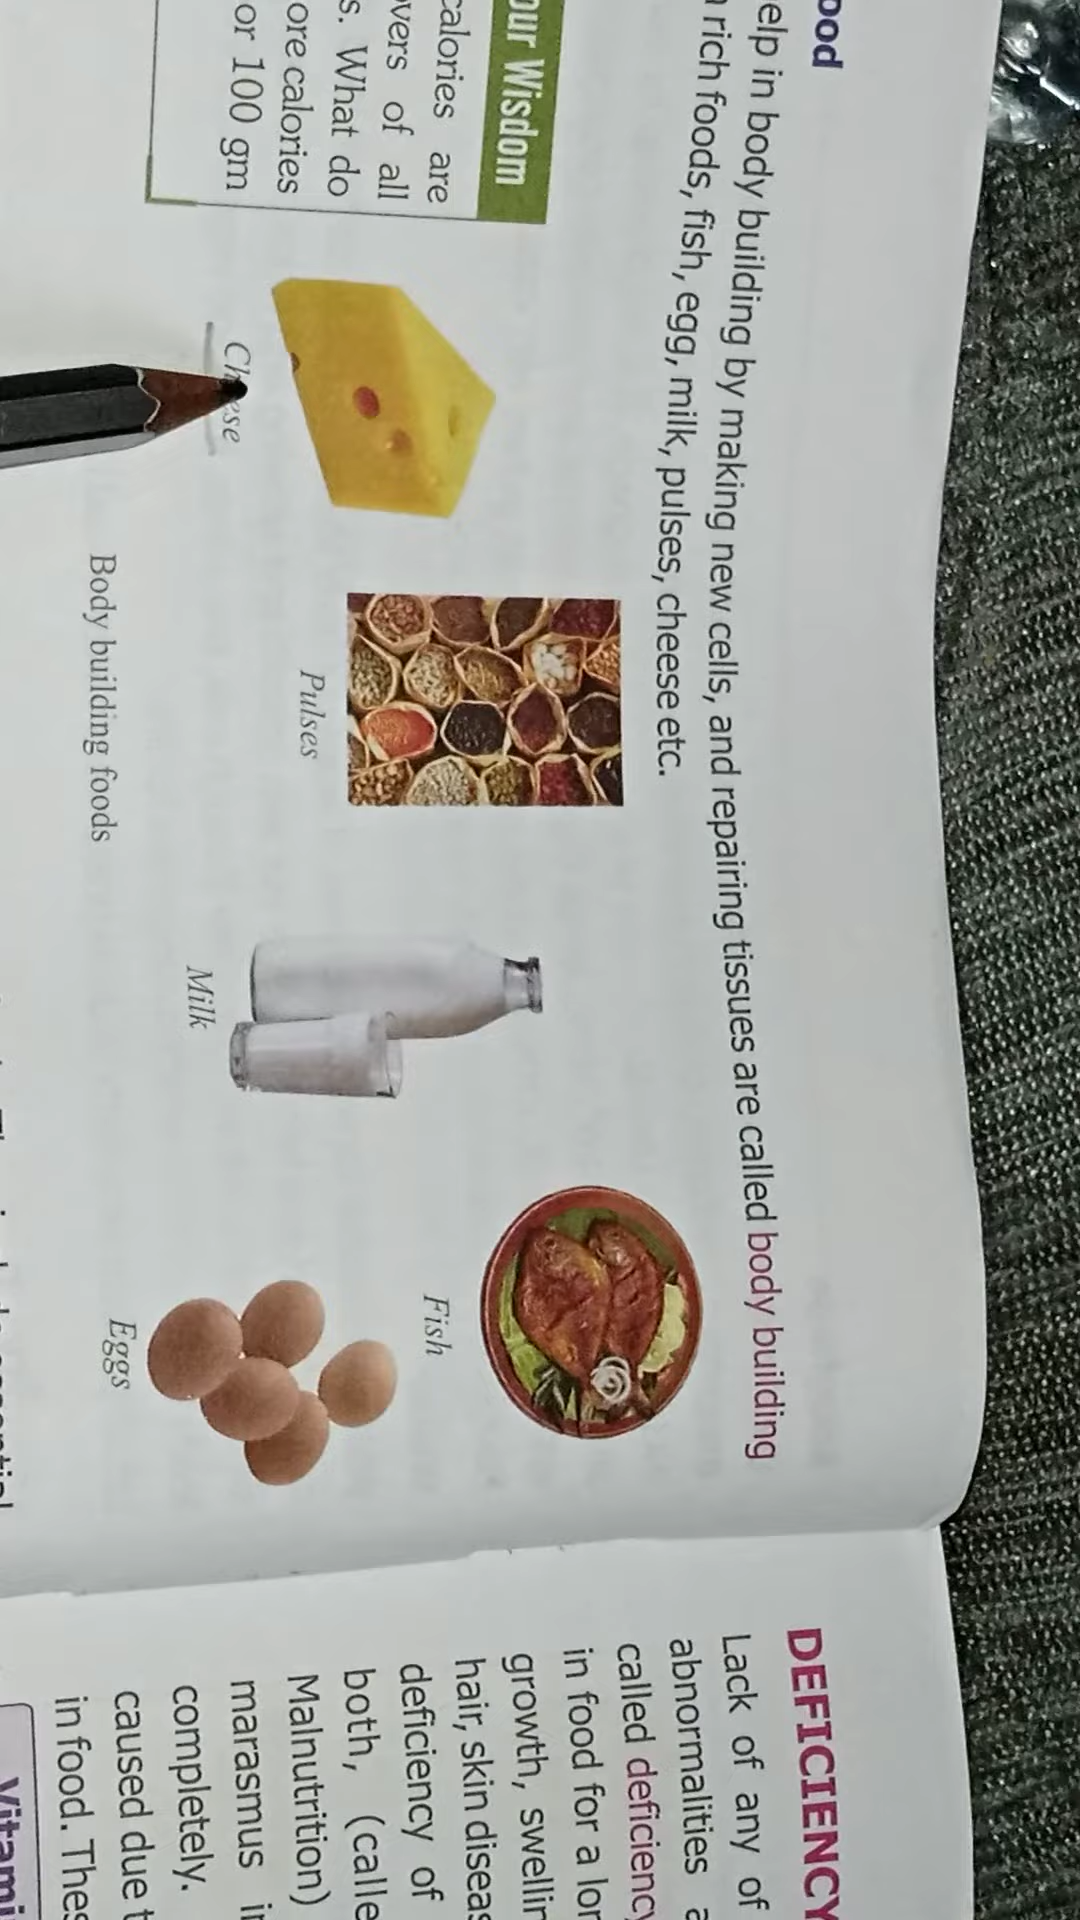 ood
elp in body building by making new cells, and repairing tissues are called body building
rich foods, fish, egg, milk, pulses, cheese etc.
our Wisdom
calories are
vers of all
s. What do
ore calories
or 100 gm
Pulses
Milk
Fish
Eggs
Body building foods
DEFICIENCY
Lack of any of
abnormalities
called deficiency
in food for a lon
growth, swellin
hair, skin diseas
deficiency of
both, (calle
Malnutrition)
marasmus in
completely.
caused due t
in food. Thes
Vitami